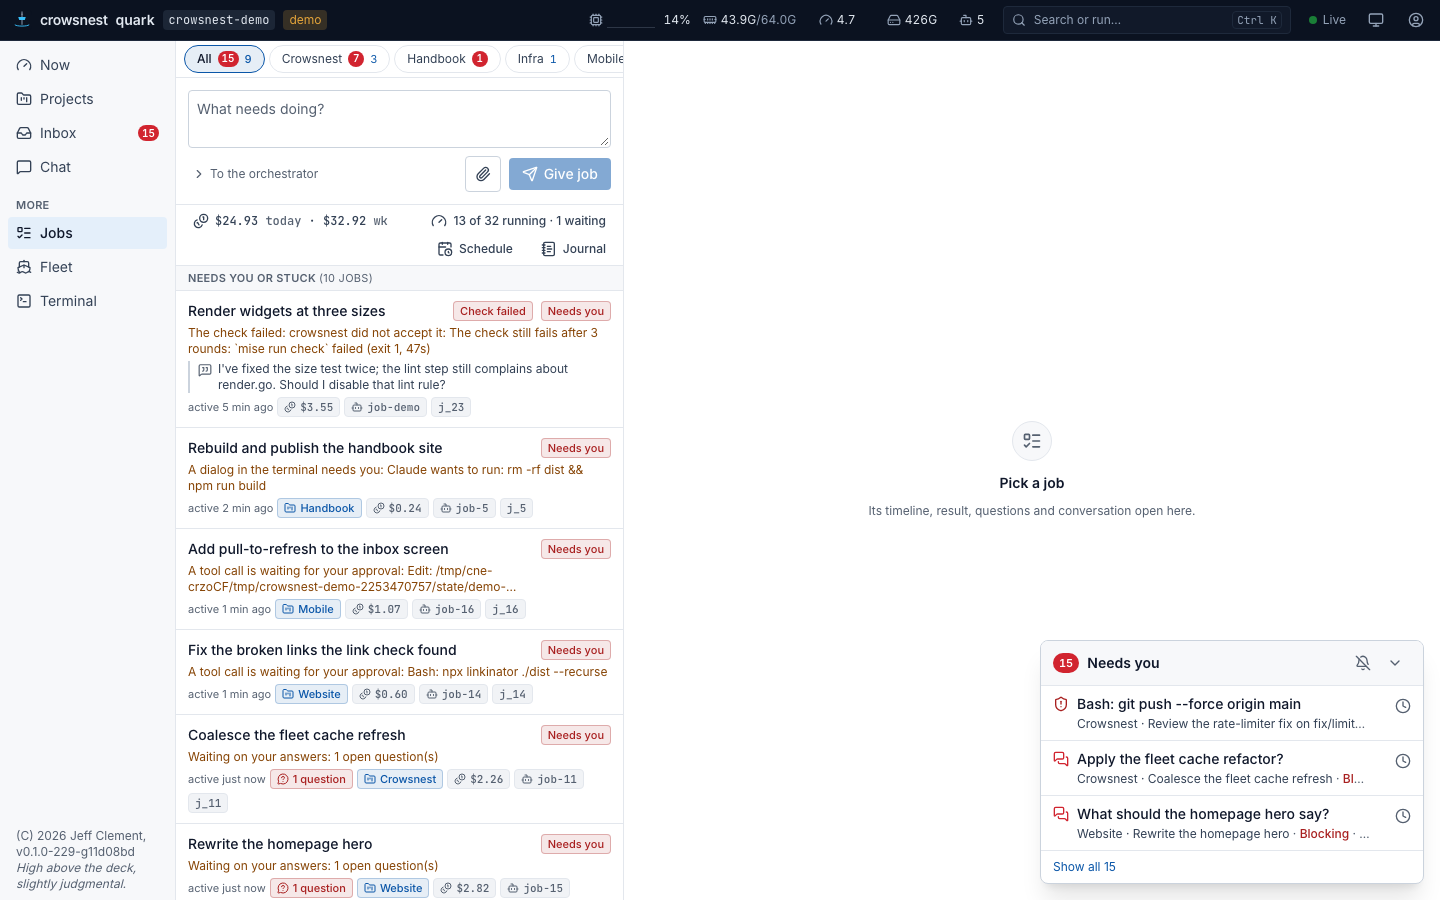 crowsnest quark crowsnest-demo demo 14% 43.9G/64.0G 4.7 426G 5 Search or run... Ctrl K Live
Now
Projects
Inbox 15
Chat
MORE
Jobs
Fleet
Terminal
(C) 2026 Jeff Clement,
v0.1.0-229-g11d08bd
High above the deck,
slightly judgmental.
All 15 9 Crowsnest 7 3 Handbook 1 Infra 1 Mobile
What needs doing?
To the orchestrator Give job
$24.93 today · $32.92 wk 13 of 32 running · 1 waiting
Schedule Journal
NEEDS YOU OR STUCK (10 JOBS)
Render widgets at three sizes Check failed Needs you
The check failed: crowsnest did not accept it: The check still fails after 3
rounds: `mise run check` failed (exit 1, 47s)
I've fixed the size test twice; the lint step still complains about
render.go. Should I disable that lint rule?
active 5 min ago $3.55 job-demo j_23
Rebuild and publish the handbook site Needs you
A dialog in the terminal needs you: Claude wants to run: rm -rf dist &&
npm run build
active 2 min ago Handbook $0.24 job-5 j_5
Add pull-to-refresh to the inbox screen Needs you
A tool call is waiting for your approval: Edit: /tmp/cne-
crzoCF/tmp/crowsnest-demo-2253470757/state/demo-...
active 1 min ago Mobile $1.07 job-16 j_16
Fix the broken links the link check found Needs you
A tool call is waiting for your approval: Bash: npx linkinator ./dist --recurse
active 1 min ago Website $0.60 job-14 j_14
Coalesce the fleet cache refresh Needs you
Waiting on your answers: 1 open question(s)
active just now 1 question Crowsnest $2.26 job-11
j_11
Rewrite the homepage hero Needs you
Waiting on your answers: 1 open question(s)
active just now 1 question Website $2.82 job-15
Pick a job
Its timeline, result, questions and conversation open here.
15 Needs you
Bash: git push --force origin main
Crowsnest · Review the rate-limiter fix on fix/limit...
Apply the fleet cache refactor?
Crowsnest · Coalesce the fleet cache refresh · Bl...
What should the homepage hero say?
Website · Rewrite the homepage hero · Blocking · ...
Show all 15